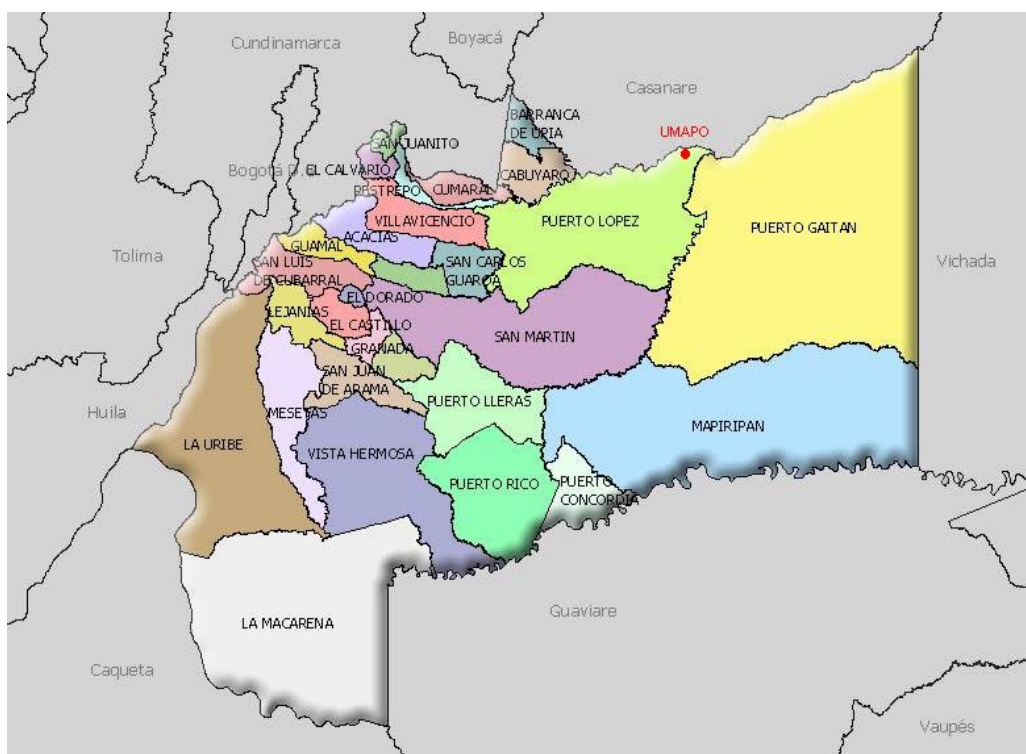 Boyacá
Cundinamarca
Casanare
BARRANCA
DE UPIA
UMAPO
SAN JUANITO
Bogotá D.C
EL CALVARIO
CABUYARO
RESTREPO
CUMARAL
VILLAVICENCIO
PUERTO LOPEZ
PUERTO GAITAN
ACACIAS
GUAMAL
Tolima
SAN LUIS
DE CUBARRAL
SAN CARLOS
GUAROA
Vichada
EL DORADO
LEJANIAS
EL CASTILLO
SAN MARTIN
GRANADA
SAN JUAN
DE ARAMA
PUERTO LLERAS
Huila
MESETAS
MAPIRIPAN
LA URIBE
VISTA HERMOSA
PUERTO RICO
PUERTO
CONCORDIA
Guaviare
LA MACARENA
Caqueta
Vaupés